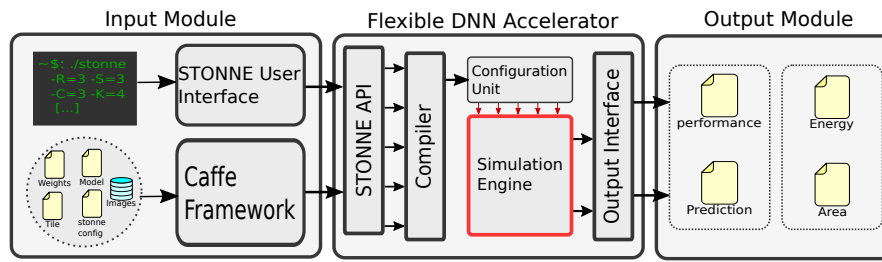 Input Module
~$: ./stonne
-R=3 -S=3
-C=3 -K=4
[...]
STONNE User
Interface
Weights
Model
Images
Tile
stonne
config
Caffe
Framework
Flexible DNN Accelerator
STONNE API
Compiler
Configuration
Unit
Simulation
Engine
Output Interface
Output Module
performance
Energy
Prediction
Area